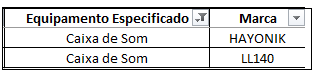 Equipamento Especificado Marca
Caixa de Som HAYONIK
Caixa de Som LL140